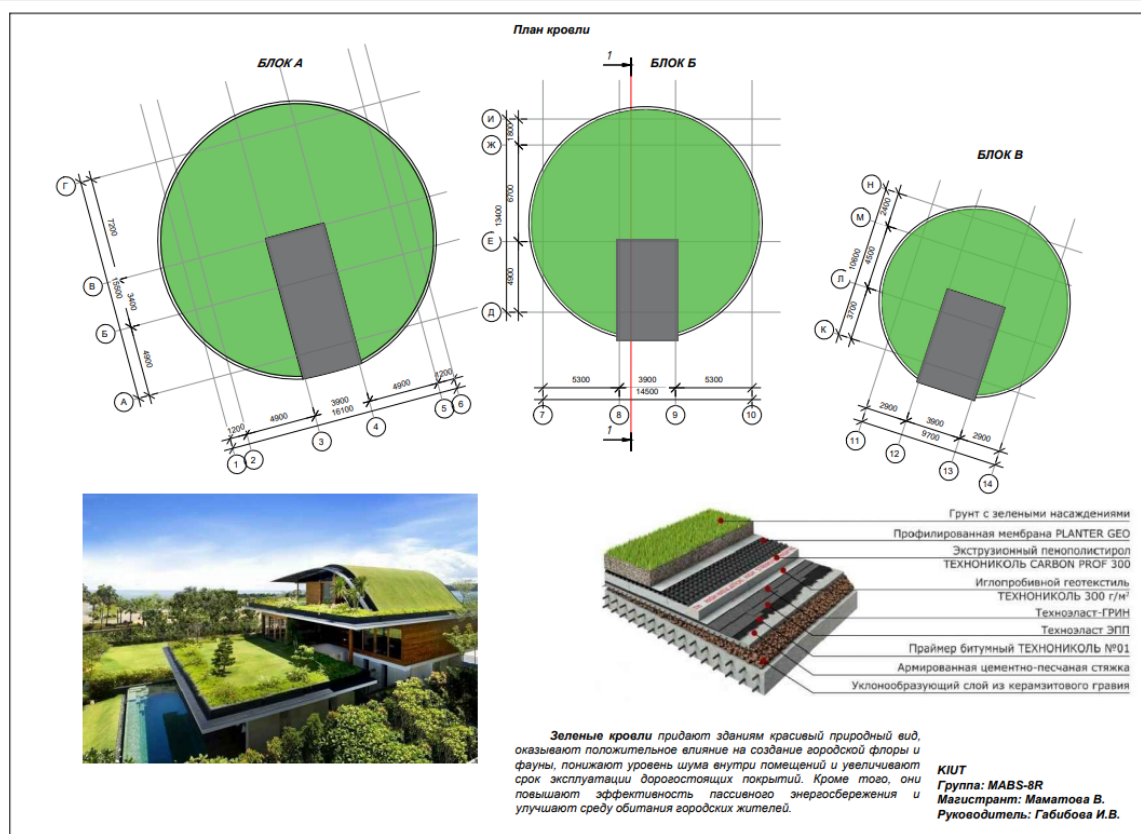 План кровли
БЛОК А
БЛОК Б
БЛОК В
1
1
Г
В
Б
А
7200
15500
3400
4900
1200
4900
3900
16100
4900
1200
1
2
3
4
5
6
И
Ж
Е
Д
1800
6700
13400
4900
5300
3900
5300
14500
7
8
9
10
Н
М
Л
К
2400
10600
4500
3700
2900
3900
2900
9700
11
12
13
14
Грунт с зелеными насаждениями
Профилированная мембрана PLANTER GEO
Экструзионный пенополистирол
ТЕХНОНИКОЛЬ CARBON PROF 300
Иглопробивной геотекстиль
ТЕХНОНИКОЛЬ 300 г/м²
Техноэласт-ГРИН
Техноэласт ЭПП
Праймер битумный ТЕХНОНИКОЛЬ №01
Армированная цементно-песчаная стяжка
Уклонообразующий слой из керамзитового гравия
Зеленые кровли придают зданиям красивый природный вид,
оказывают положительное влияние на создание городской флоры и
фауны, понижают уровень шума внутри помещений и увеличивают
срок эксплуатации дорогостоящих покрытий. Кроме того, они
повышают эффективность пассивного энергосбережения и
улучшают среду обитания городских жителей.
KIUT
Группа: MABS-8R
Магистрант: Маматова В.
Руководитель: Габибова И.В.